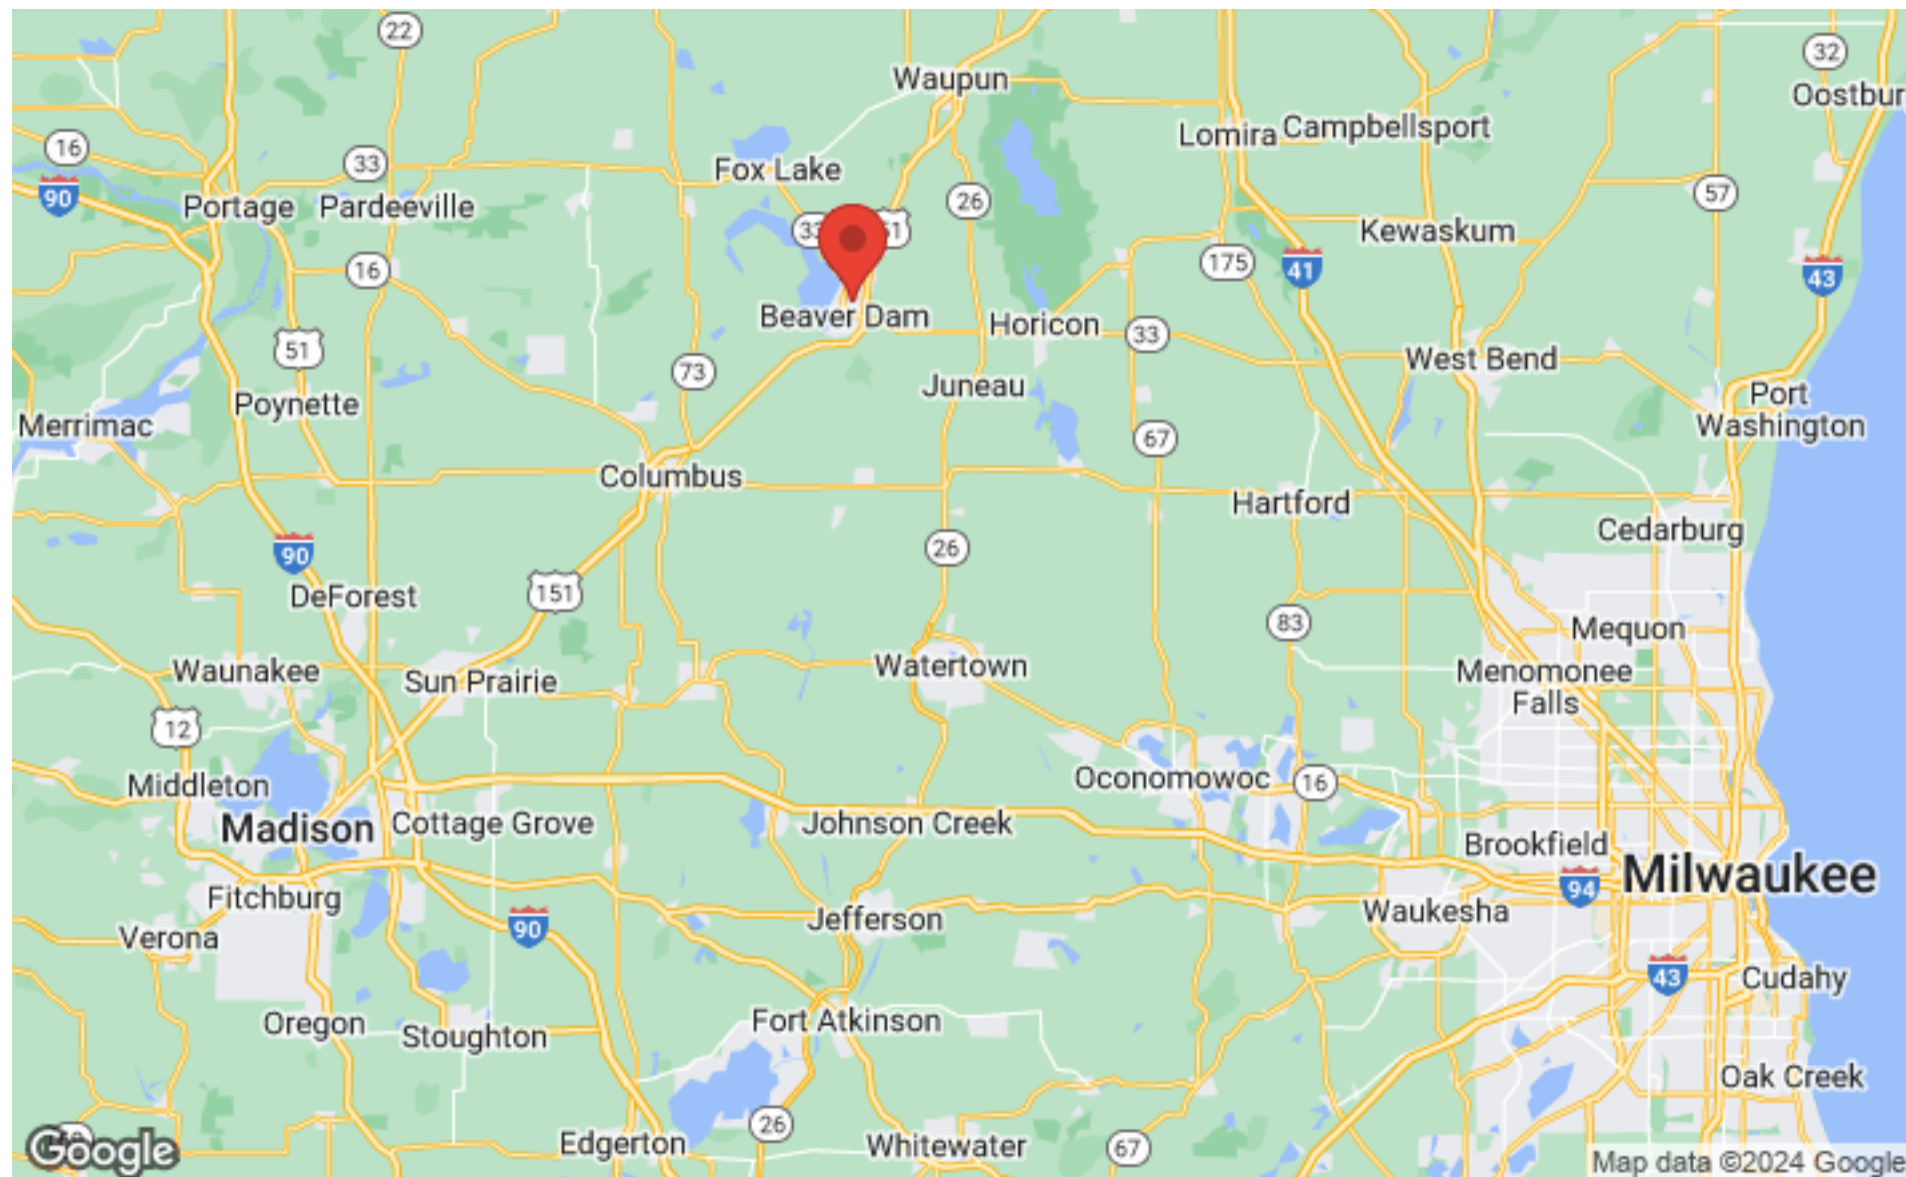 22
32
Waupun
Oostbur
Lomira
Campbellsport
16
33
Fox Lake
90
Portage
Pardeeville
26
57
33
Kewaskum
16
175
41
43
Beaver Dam
Horicon
33
51
73
Juneau
West Bend
Poynette
Port
Washington
Merrimac
67
Columbus
Hartford
Cedarburg
90
26
DeForest
151
83
Mequon
Waunakee
Sun Prairie
Watertown
Menomonee
Falls
12
Middleton
Oconomowoc
16
Madison
Cottage Grove
Johnson Creek
Brookfield
Milwaukee
Fitchburg
94
Waukesha
Verona
90
Jefferson
43
Cudahy
Oregon
Stoughton
Fort Atkinson
Oak Creek
26
Edgerton
Whitewater
67
Google
Map data ©2024 Google